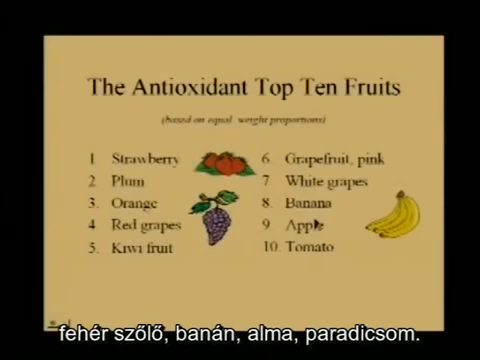 The Antioxidant Top Ten Fruits
(based on equal weight proportions)
1. Strawberry
2. Plum
3. Orange
4. Red grapes
5. Kiwi fruit
6. Grapefruit, pink
7. White grapes
8. Banana
9. Apple
10. Tomato
fehér szőlő, banán, alma, paradicsom.